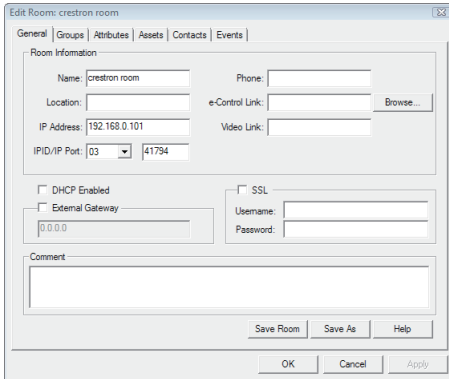 Edit Room: crestron room
General Groups Attributes Assets Contacts Events
Room Information
Name: crestron room Phone:
Location: e-Control Link: Browse...
IP Address: 192.168.0.101 Video Link:
IPID/IP Port: 03 41794
DHCP Enabled SSL
External Gateway Username:
0.0.0.0 Password:
Comment
Save Room Save As Help
OK Cancel Apply